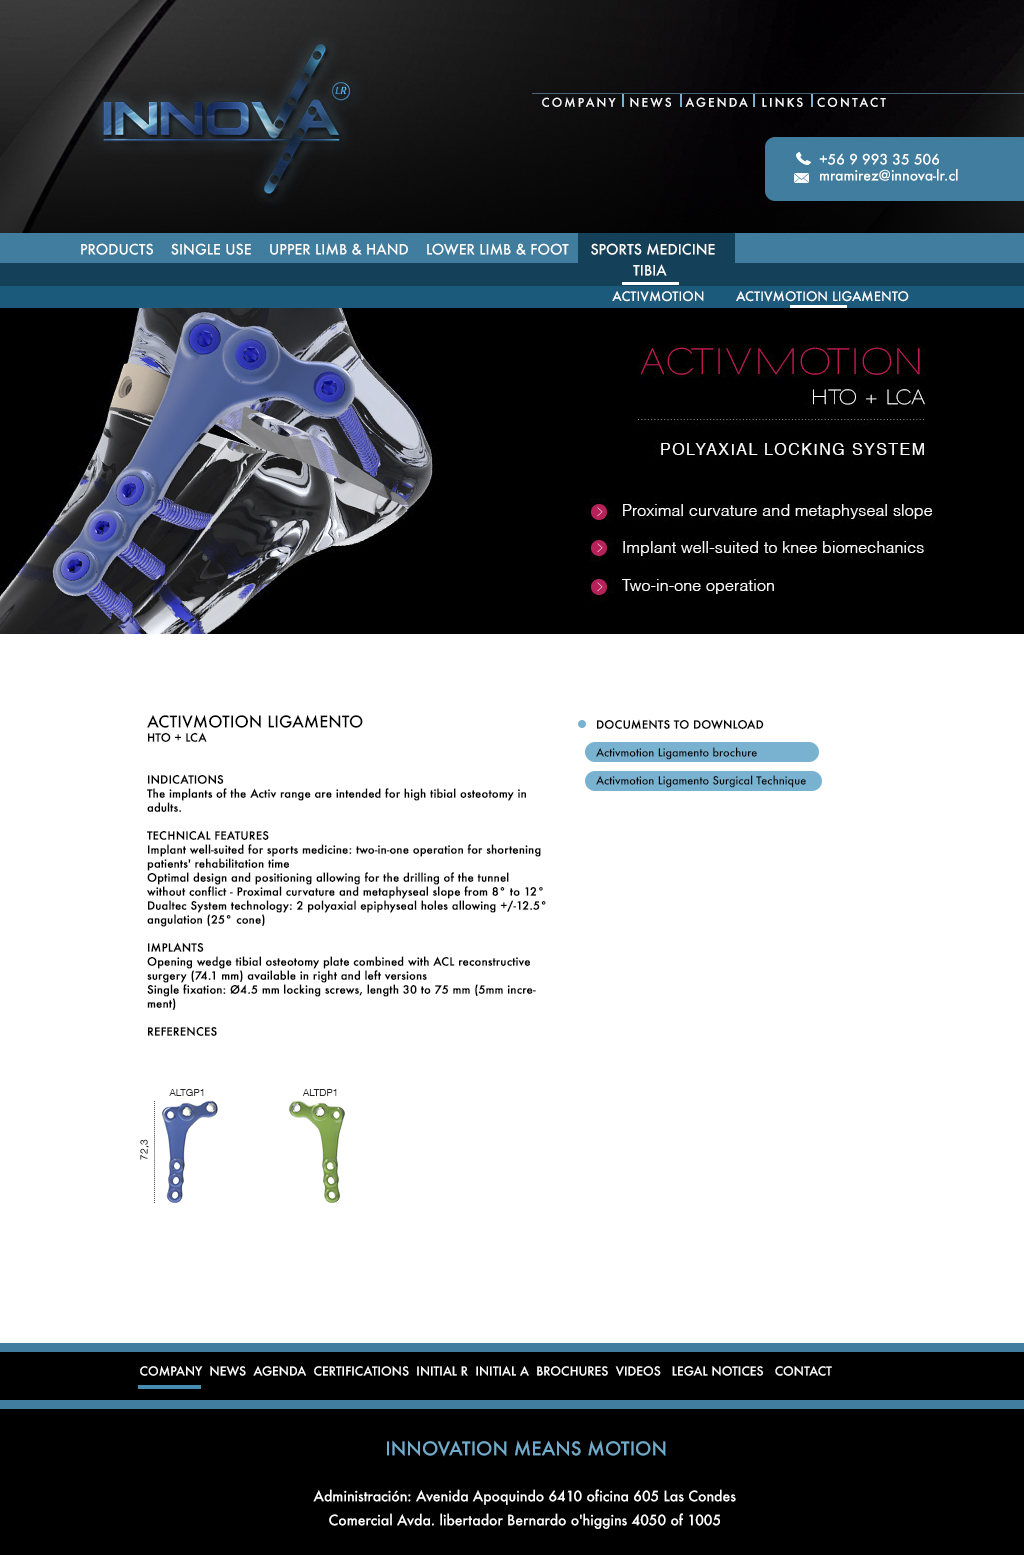 INNOVA LR
COMPANY NEWS AGENDA LINKS CONTACT
+56 9 993 35 506
mramirez@innova-lr.cl
PRODUCTS SINGLE USE UPPER LIMB & HAND LOWER LIMB & FOOT SPORTS MEDICINE
TIBIA
ACTIVMOTION ACTIVMOTION LIGAMENTO
ACTIVMOTION
HTO + LCA
POLYAXIAL LOCKING SYSTEM
Proximal curvature and metaphyseal slope
Implant well-suited to knee biomechanics
Two-in-one operation
ACTIVMOTION LIGAMENTO
HTO + LCA
INDICATIONS
The implants of the Activ range are intended for high tibial osteotomy in
adults.
TECHNICAL FEATURES
Implant well-suited for sports medicine: two-in-one operation for shortening
patients' rehabilitation time
Optimal design and positioning allowing for the drilling of the tunnel
without conflict - Proximal curvature and metaphyseal slope from 8° to 12°
Dualtec System technology: 2 polyaxial epiphyseal holes allowing +/-12.5°
angulation (25° cone)
IMPLANTS
Opening wedge tibial osteotomy plate combined with ACL reconstructive
surgery (74.1 mm) available in right and left versions
Single fixation: Ø4.5 mm locking screws, length 30 to 75 mm (5mm incre-
ment)
REFERENCES
DOCUMENTS TO DOWNLOAD
Activmotion Ligamento brochure
Activmotion Ligamento Surgical Technique
ALTGP1 ALTDP1
72,3
COMPANY NEWS AGENDA CERTIFICATIONS INITIAL R INITIAL A BROCHURES VIDEOS LEGAL NOTICES CONTACT
INNOVATION MEANS MOTION
Administración: Avenida Apoquindo 6410 oficina 605 Las Condes
Comercial Avda. libertador Bernardo o'higgins 4050 of 1005